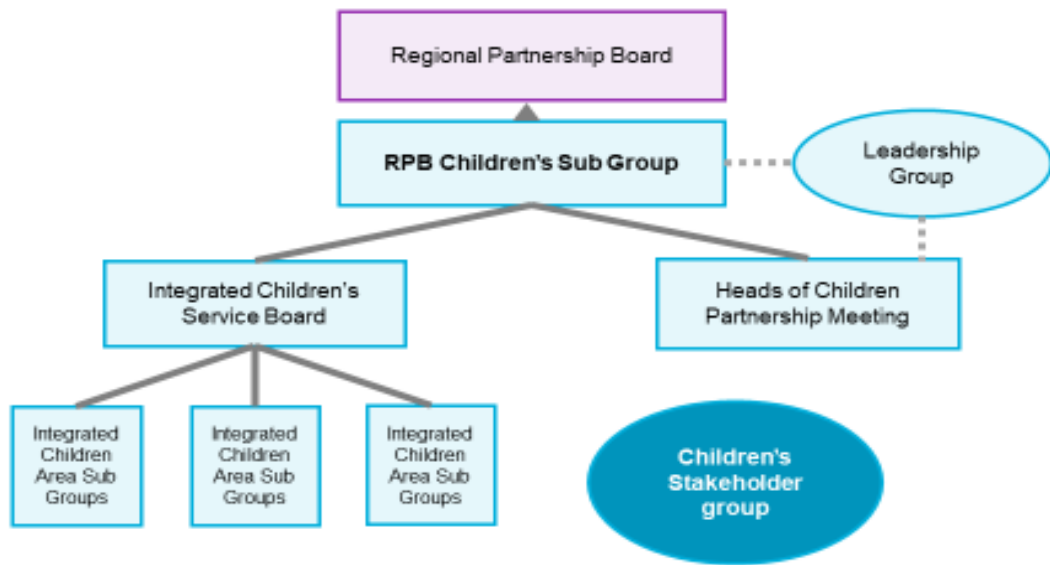 Regional Partnership Board
RPB Children's Sub Group
Leadership
Group
Integrated Children's
Service Board
Heads of Children
Partnership Meeting
Integrated
Children
Area Sub
Groups
Integrated
Children
Area Sub
Groups
Integrated
Children
Area Sub
Groups
Children's
Stakeholder
group